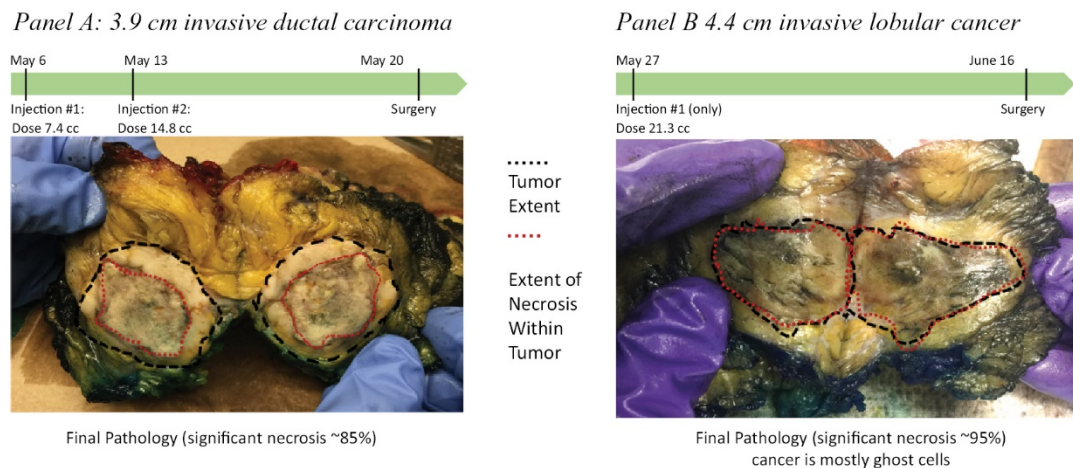 Panel A: 3.9 cm invasive ductal carcinoma
May 6
May 13
May 20
Injection #1:
Dose 7.4 cc
Injection #2:
Dose 14.8 cc
Surgery
Final Pathology (significant necrosis ~85%)
Tumor
Extent
Extent of
Necrosis
Within
Tumor
Panel B 4.4 cm invasive lobular cancer
May 27
June 16
Injection #1 (only)
Dose 21.3 cc
Surgery
Final Pathology (significant necrosis ~95%)
cancer is mostly ghost cells